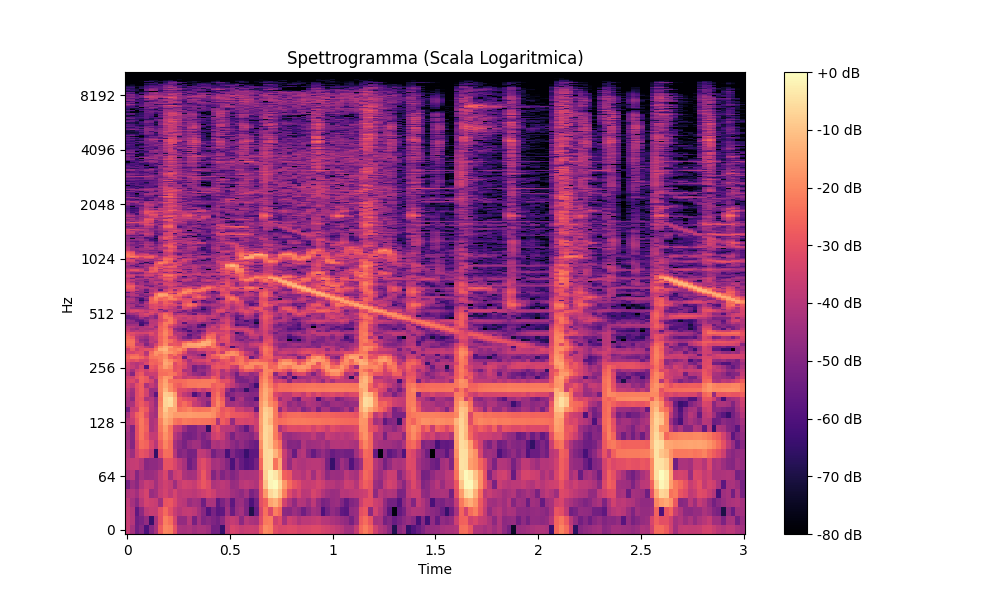 Spettrogramma (Scala Logaritmica)
Hz
8192
4096
2048
1024
512
256
128
64
0
0
0.5
1
1.5
2
2.5
3
Time
+0 dB
-10 dB
-20 dB
-30 dB
-40 dB
-50 dB
-60 dB
-70 dB
-80 dB